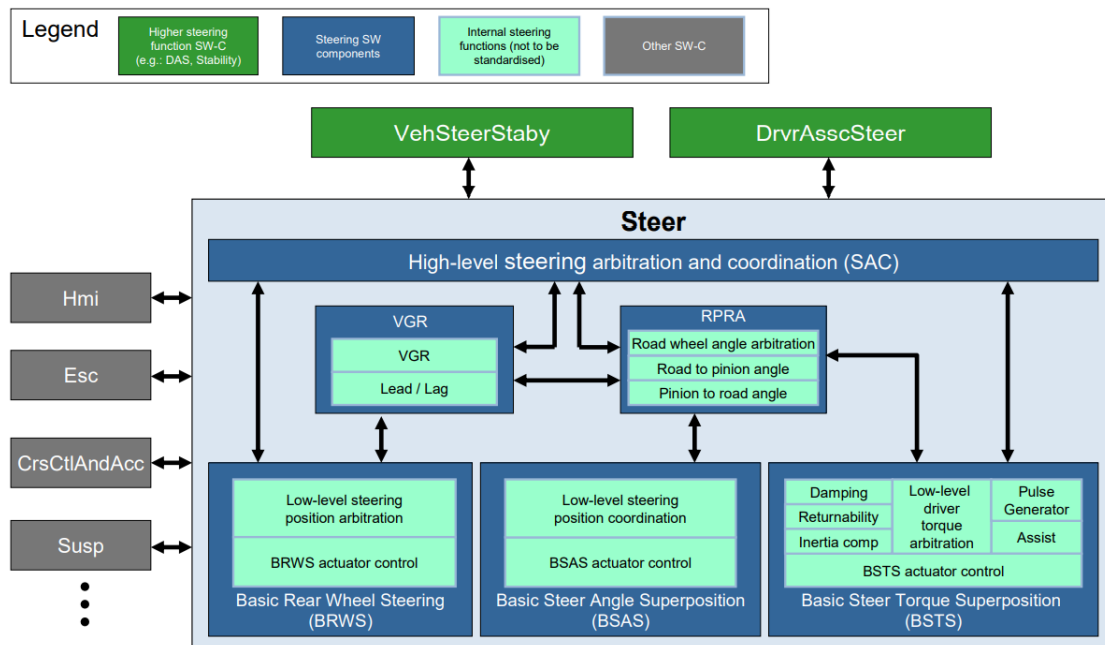 Legend
Higher steering
function SW-C
(e.g.: DAS, Stability)
Steering SW
components
Internal steering
functions (not to be
standardised)
Other SW-C
VehSteerStaby
DrvrAsscSteer
Steer
High-level steering arbitration and coordination (SAC)
Hmi
Esc
CrsCtlAndAcc
Susp
VGR
VGR
Lead / Lag
RPRA
Road wheel angle arbitration
Road to pinion angle
Pinion to road angle
Low-level steering
position arbitration
BRWS actuator control
Basic Rear Wheel Steering
(BRWS)
Low-level steering
position coordination
BSAS actuator control
Basic Steer Angle Superposition
(BSAS)
Damping
Returnability
Inertia comp
Low-level
driver
torque
arbitration
Pulse
Generator
Assist
BSTS actuator control
Basic Steer Torque Superposition
(BSTS)